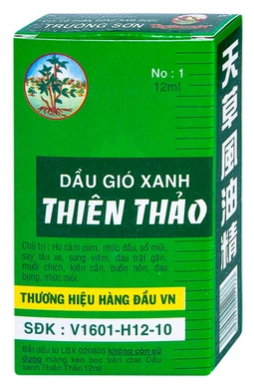 TRƯỜNG SƠN
No : 1
12ml
DẦU GIÓ XANH
THIÊN THẢO
Chủ trị : Ho cảm cúm, nhức đầu, sổ mũi,
say tàu xe, sưng viêm, đau trật gân,
muỗi chích, kiến cắn, buồn nôn, đau
bụng, nhức mỏi.
THƯƠNG HIỆU HÀNG ĐẦU VN
SĐK : V1601-H12-10
Bắt đầu từ LSX 020605 không còn sử
dụng màng keo bọc trên chai Dầu
xanh Thiên Thảo 12ml
天草風油精